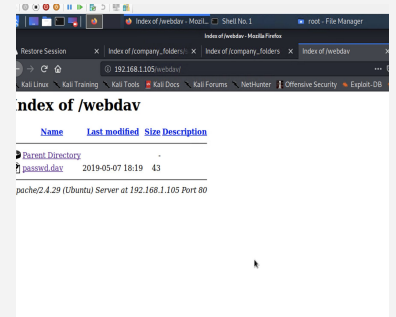 Index of /webdav - Mozil... Shell No. 1 root - File Manager
Index of /webdav - Mozilla Firefox
Restore Session Index of /company_folders/ Index of /company_folders Index of /webdav
192.168.1.105/webdav/
Kali Linux Kali Training Kali Tools Kali Docs Kali Forums NetHunter Offensive Security Exploit-DB
Index of /webdav
Name Last modified Size Description
Parent Directory -
passwd.dav 2019-05-07 18:19 43
pache/2.4.29 (Ubuntu) Server at 192.168.1.105 Port 80